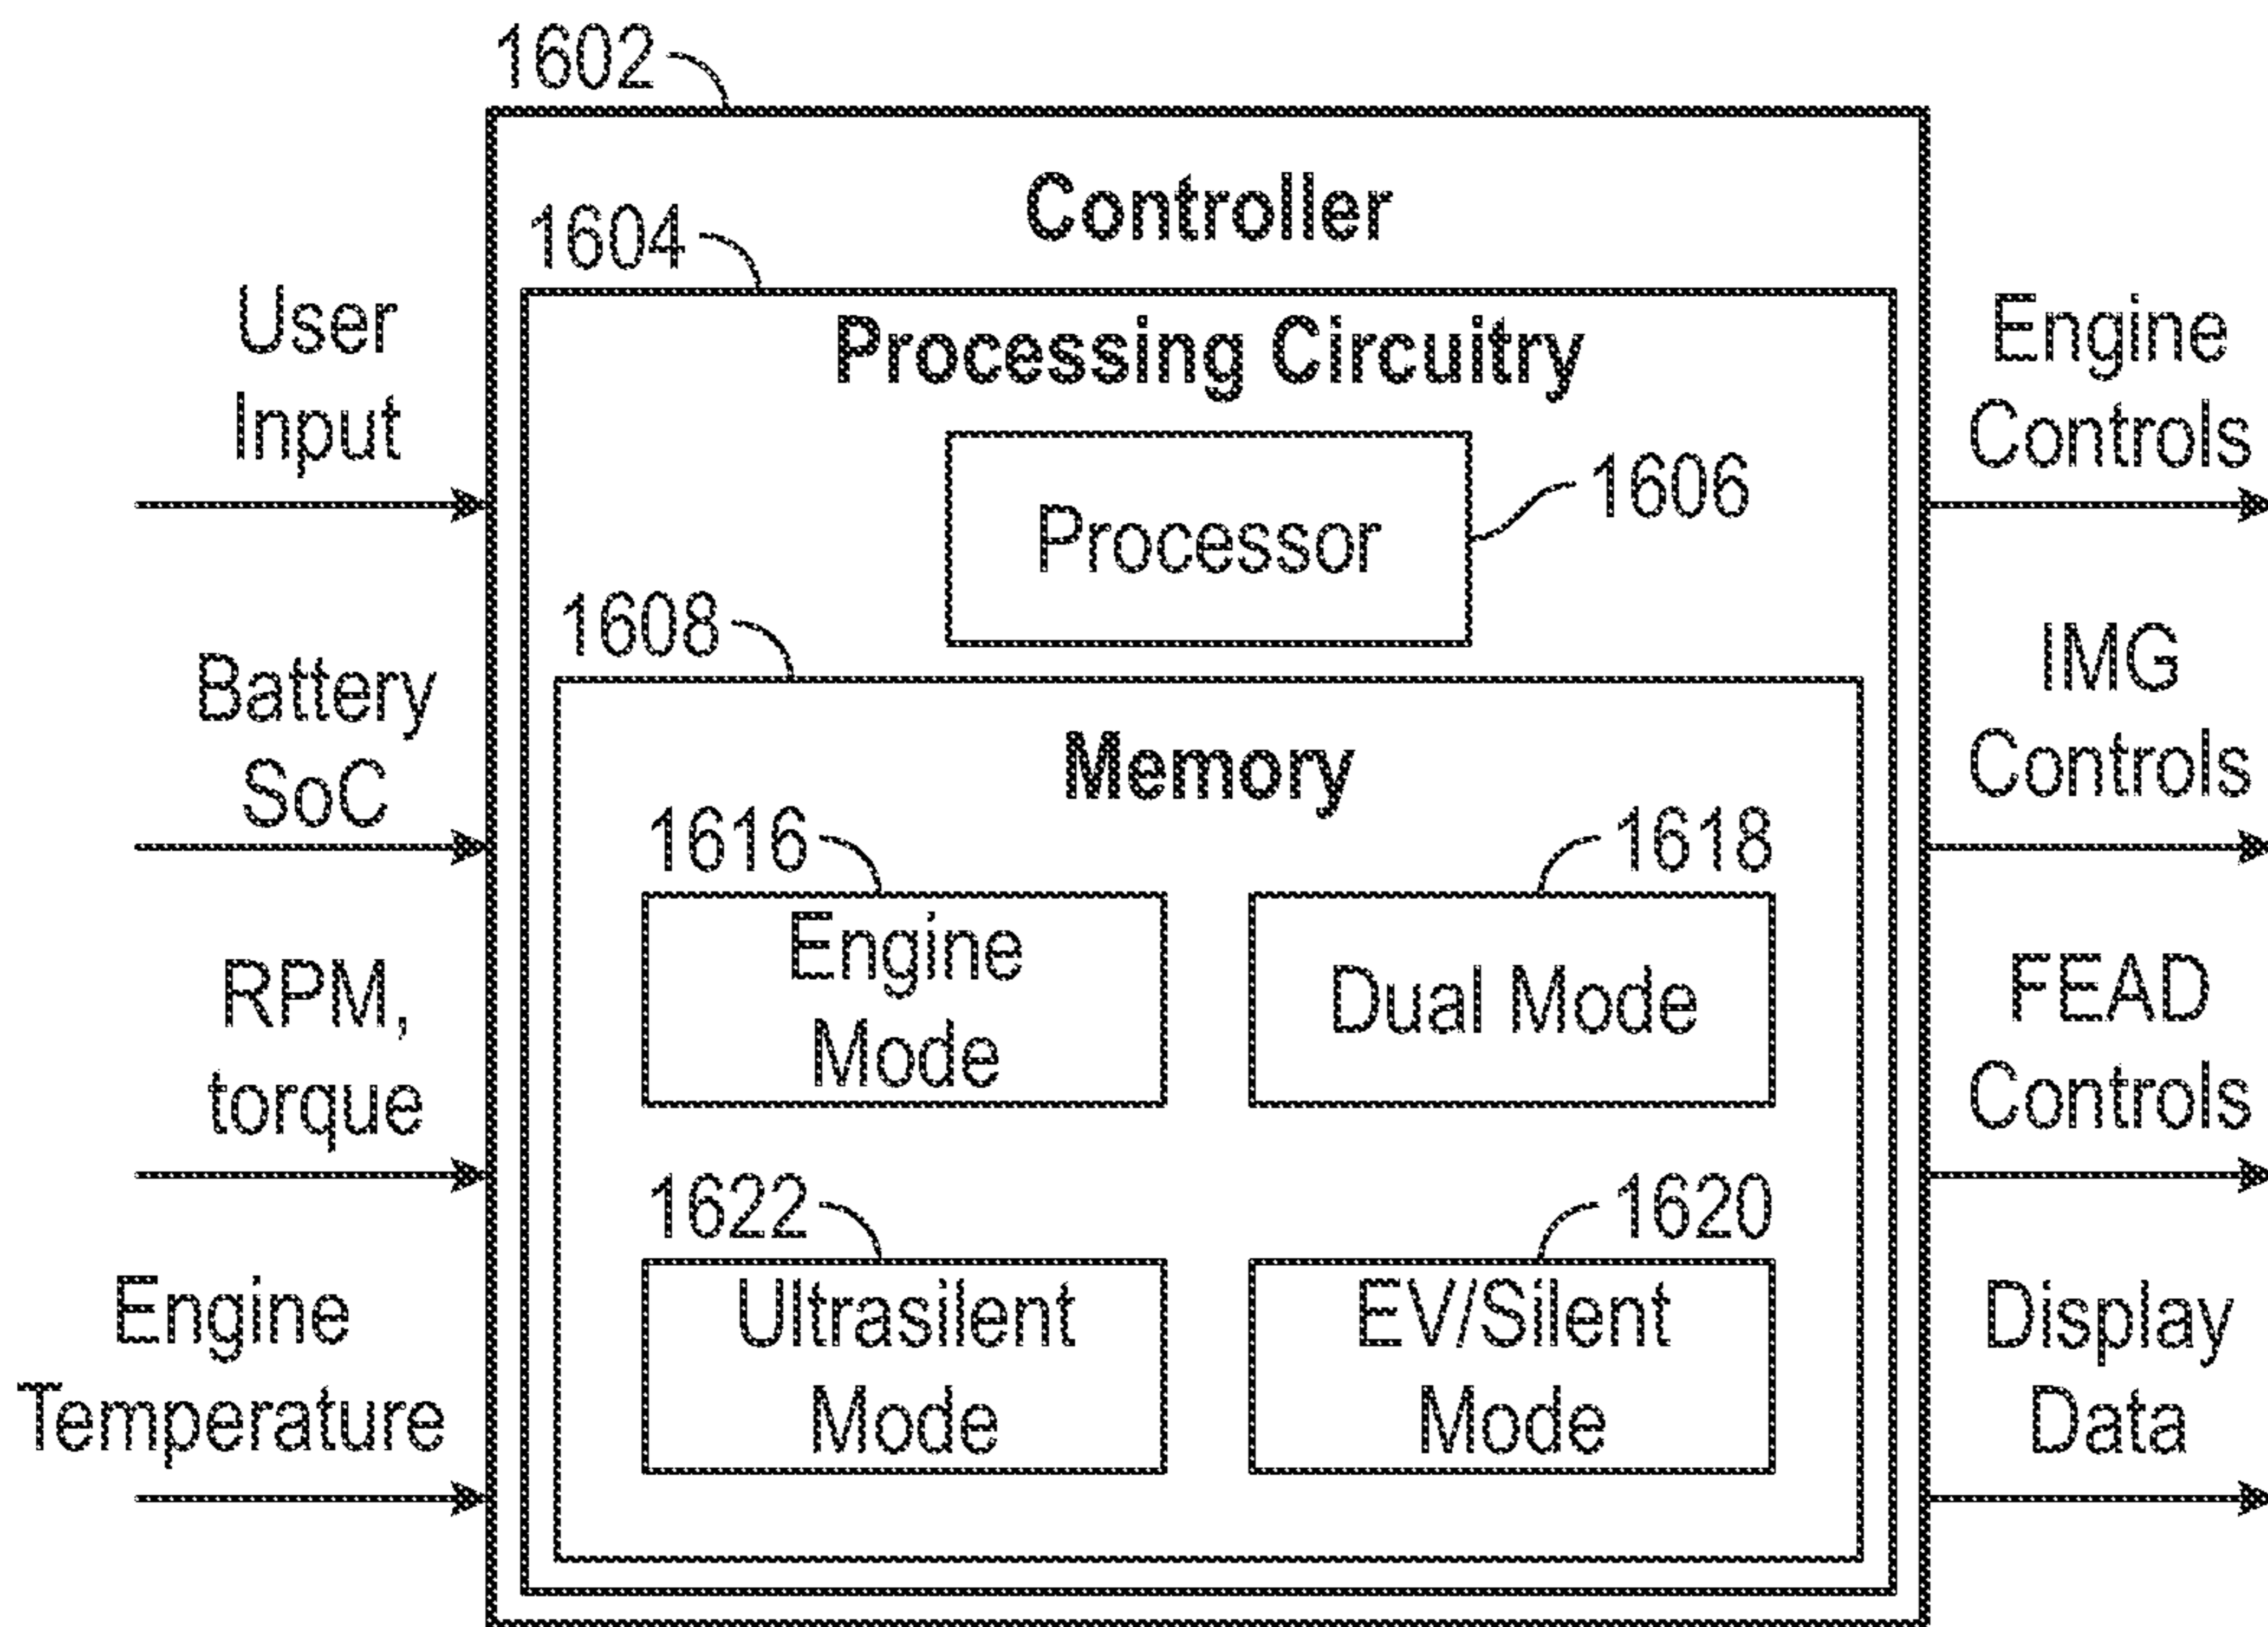 1602
Controller
1604
Processing Circuitry
User
Input
Engine
Controls
Processor
1606
1608
Battery
SoC
IMG
Controls
Memory
1616
1618
Engine
Mode
Dual Mode
RPM,
torque
FEAD
Controls
1622
1620
Ultrasilent
Mode
EV/Silent
Mode
Engine
Temperature
Display
Data